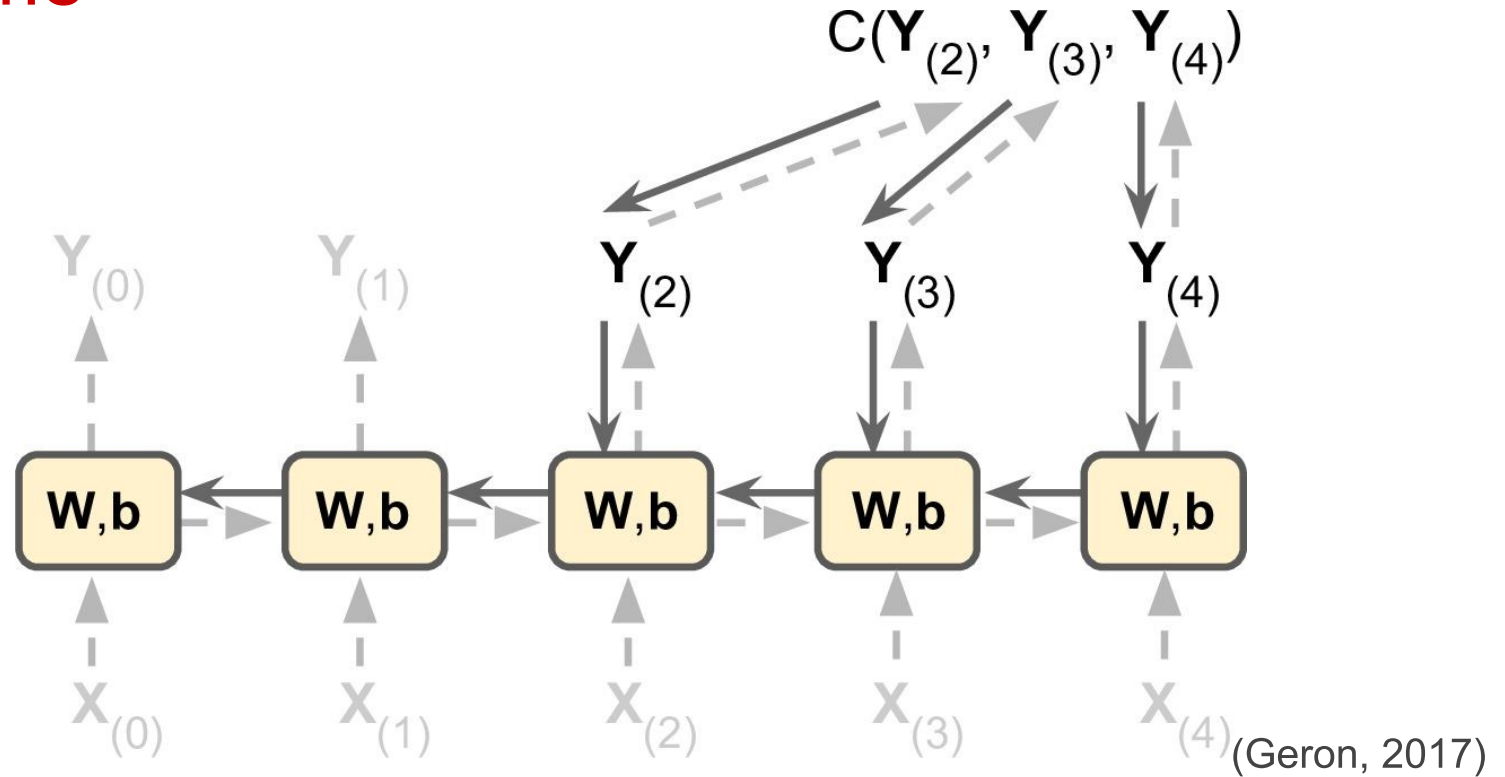 C(Y(2), Y(3), Y(4))
Y(0) Y(1) Y(2) Y(3) Y(4)
W,b W,b W,b W,b W,b
X(0) X(1) X(2) X(3) X(4)
(Geron, 2017)